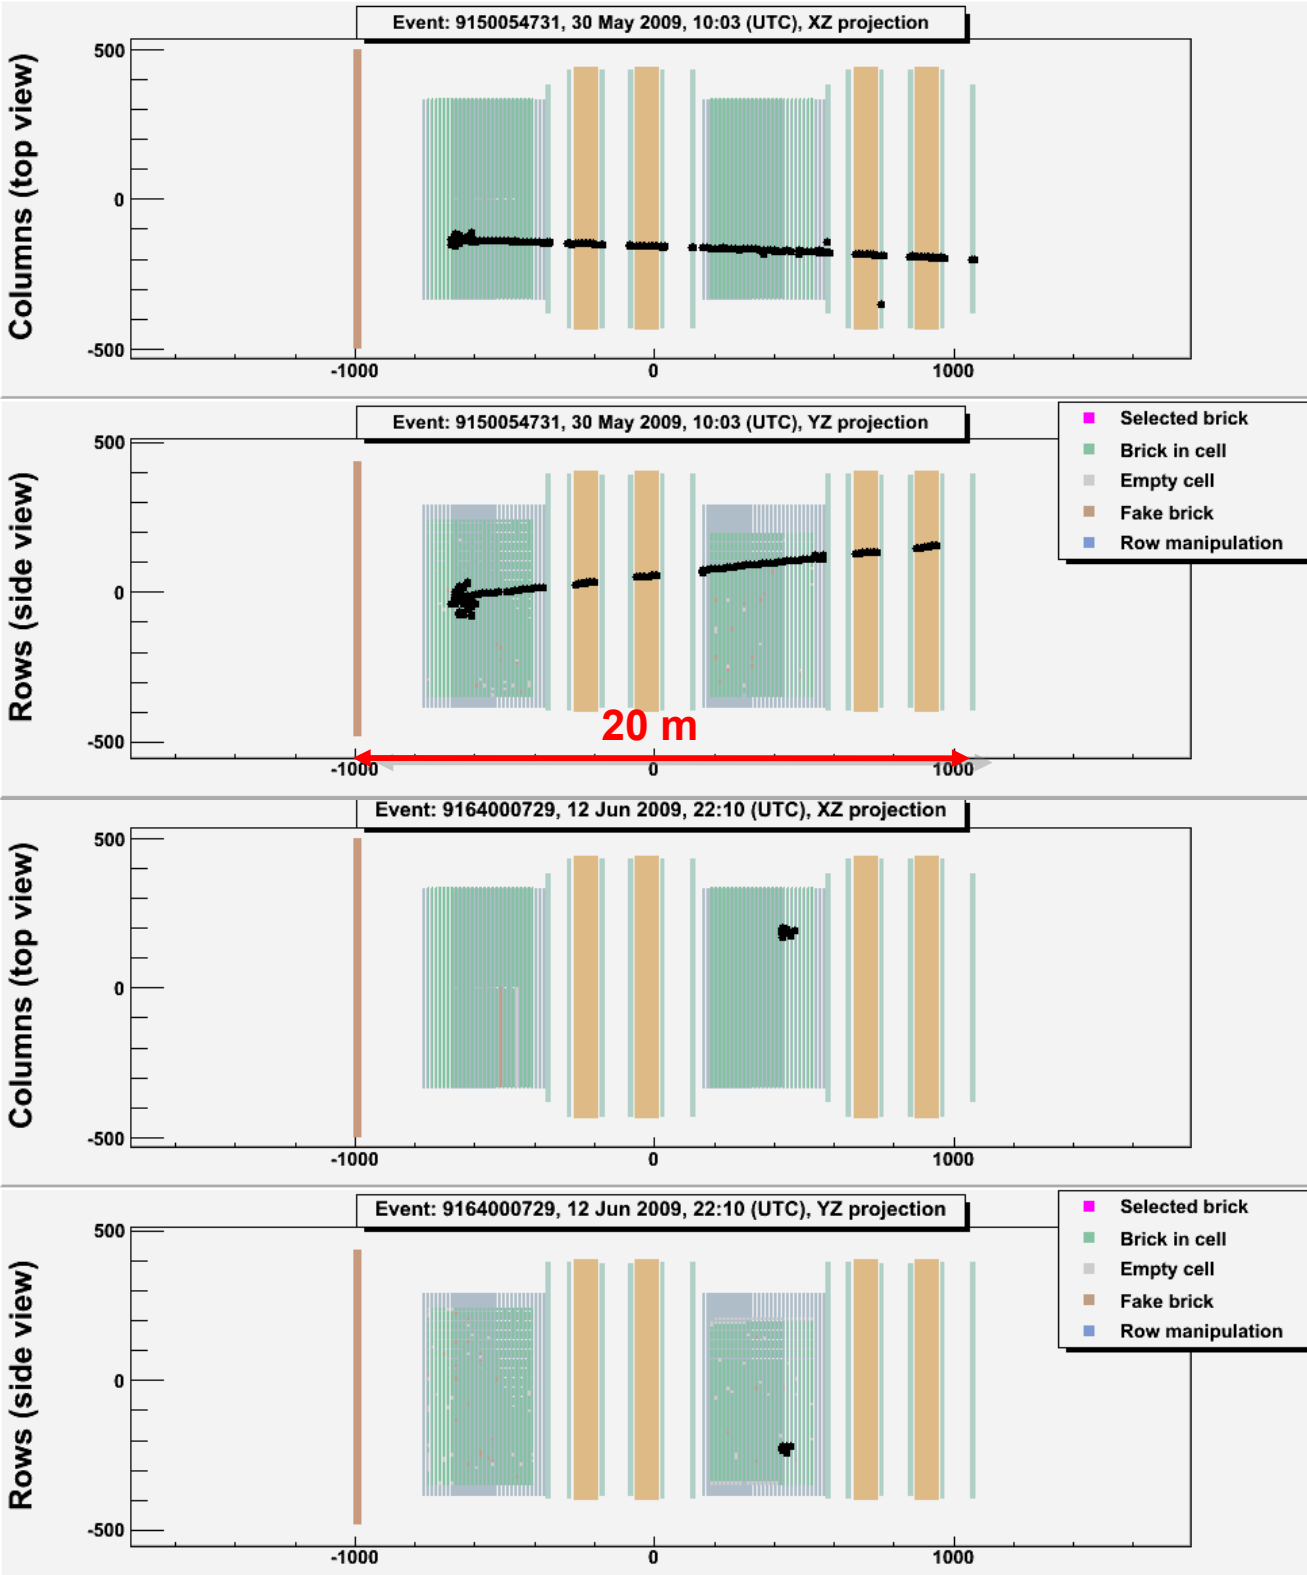 Event: 9150054731, 30 May 2009, 10:03 (UTC), XZ projection
Columns (top view)
500
0
-500
-1000
0
1000
Event: 9150054731, 30 May 2009, 10:03 (UTC), YZ projection
Rows (side view)
500
0
-500
Selected brick
Brick in cell
Empty cell
Fake brick
Row manipulation
20 m
-1000
0
1000
Event: 9164000729, 12 Jun 2009, 22:10 (UTC), XZ projection
Columns (top view)
500
0
-500
-1000
0
1000
Event: 9164000729, 12 Jun 2009, 22:10 (UTC), YZ projection
Rows (side view)
500
0
-500
Selected brick
Brick in cell
Empty cell
Fake brick
Row manipulation
-1000
0
1000